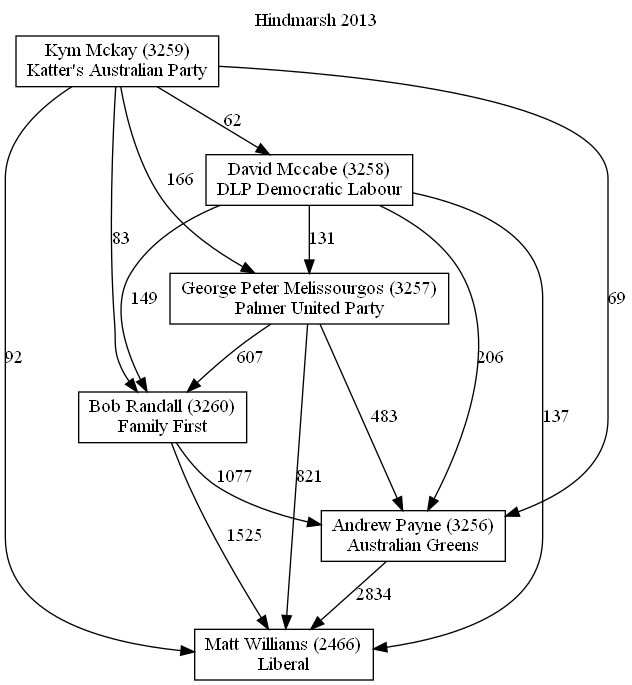 Hindmarsh 2013
Kym Mckay (3259)
Katter's Australian Party
62
David Mccabe (3258)
DLP Democratic Labour
166
83
131
George Peter Melissourgos (3257)
Palmer United Party
149
69
92
607
206
Bob Randall (3260)
Family First
483
137
1077
821
Andrew Payne (3256)
Australian Greens
1525
2834
Matt Williams (2466)
Liberal